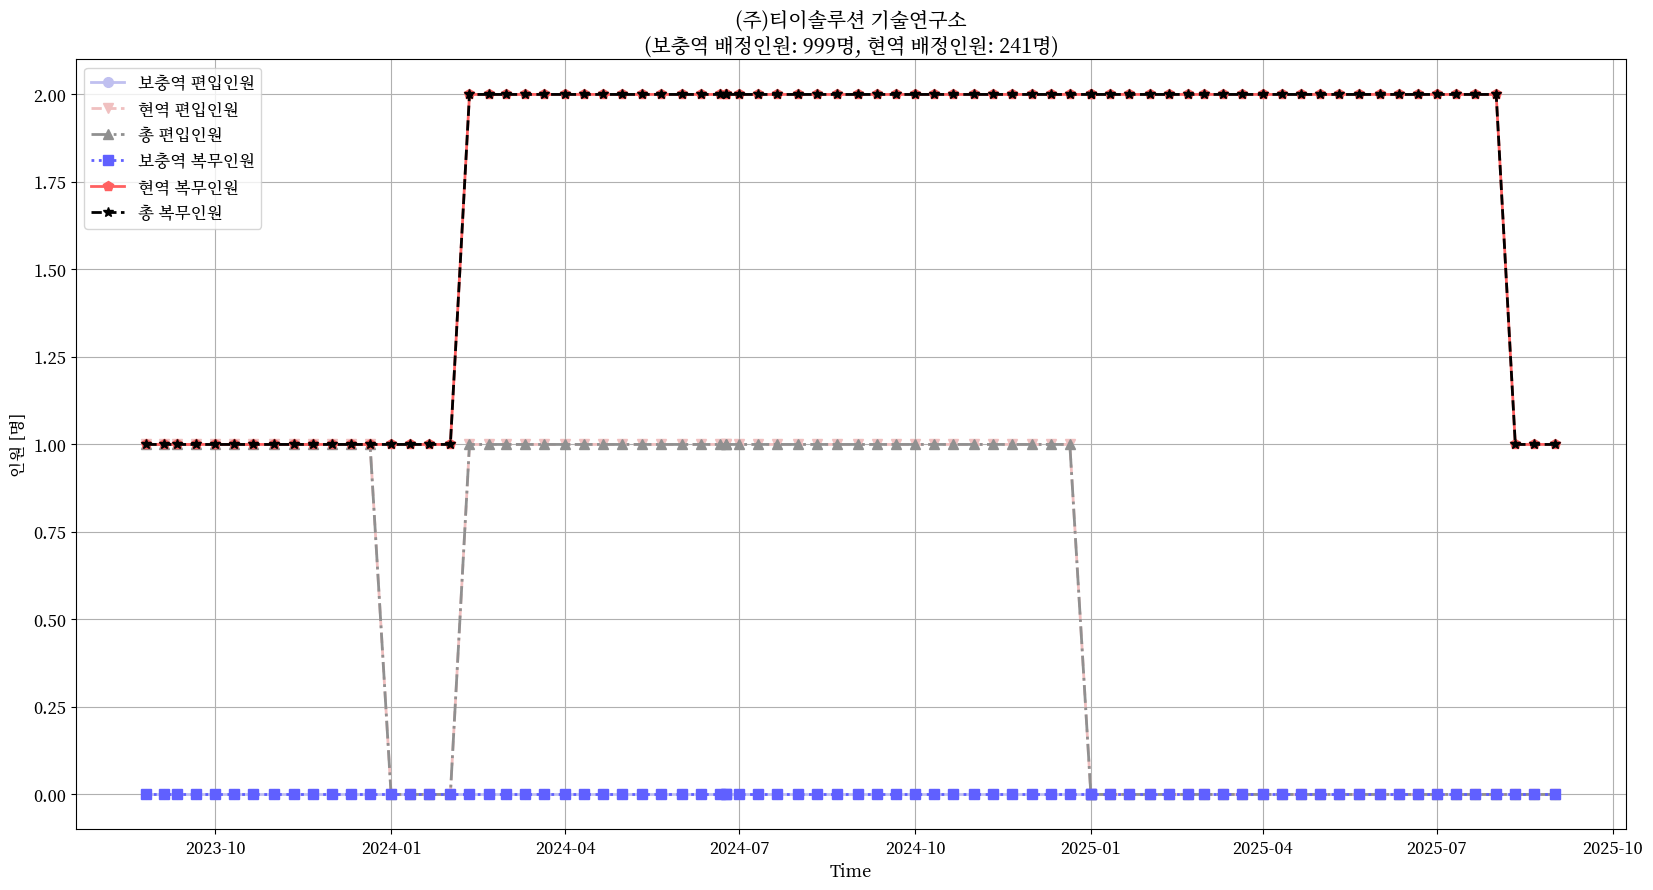 (주)티이솔루션 기술연구소
(보충역 배정인원: 999명, 현역 배정인원: 241명)
보충역 편입인원
현역 편입인원
총 편입인원
보충역 복무인원
현역 복무인원
총 복무인원
인원 [명]
2.00
1.75
1.50
1.25
1.00
0.75
0.50
0.25
0.00
2023-10
2024-01
2024-04
2024-07
2024-10
2025-01
2025-04
2025-07
2025-10
Time